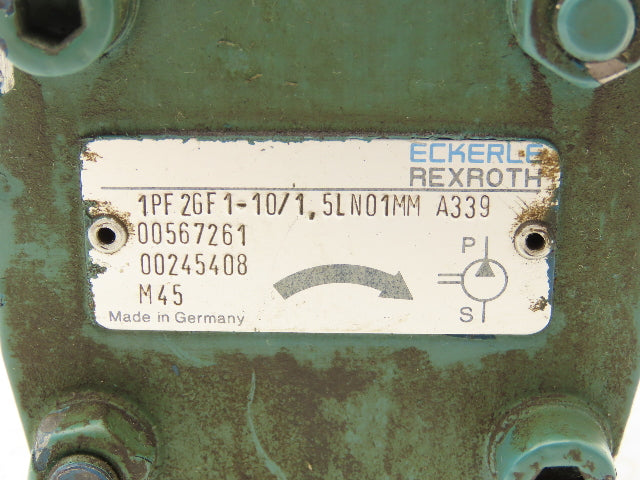 ECKERLE
REXROTH
1PF2GF1-10/1,5LN01MM A339
00567261
00245408
M45
Made in Germany
P
S